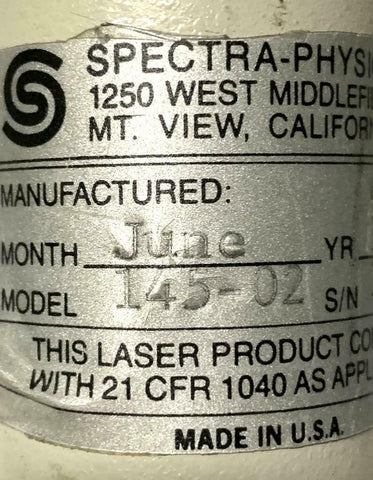 SPECTRA-PHYSI
1250 WEST MIDDLEFI
MT. VIEW, CALIFORN
MANUFACTURED:
MONTH June YR
MODEL 145-02 S/N
THIS LASER PRODUCT CO
WITH 21 CFR 1040 AS APPL
MADE IN U.S.A.